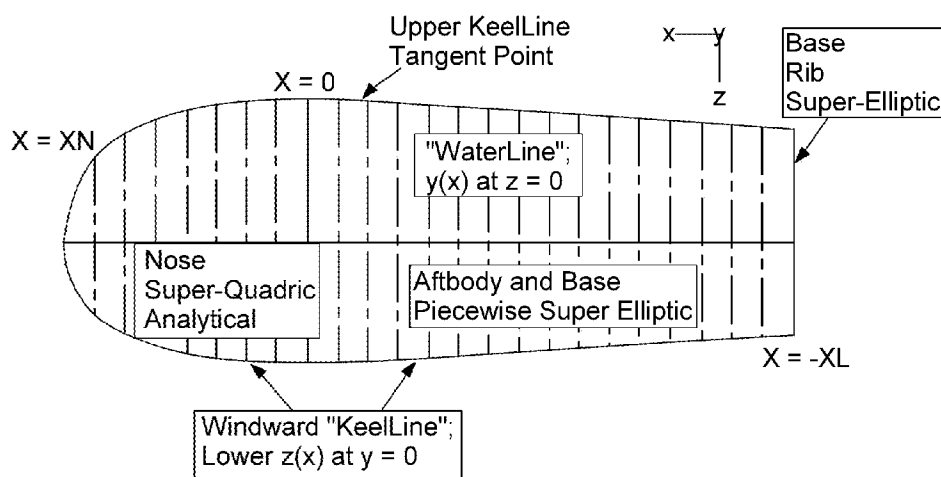 Upper KeelLine
Tangent Point
x
y
z
Base
Rib
Super-Elliptic
X = 0
X = XN
"WaterLine";
y(x) at z = 0
Nose
Super-Quadric
Analytical
Aftbody and Base
Piecewise Super Elliptic
X = -XL
Windward "KeelLine";
Lower z(x) at y = 0